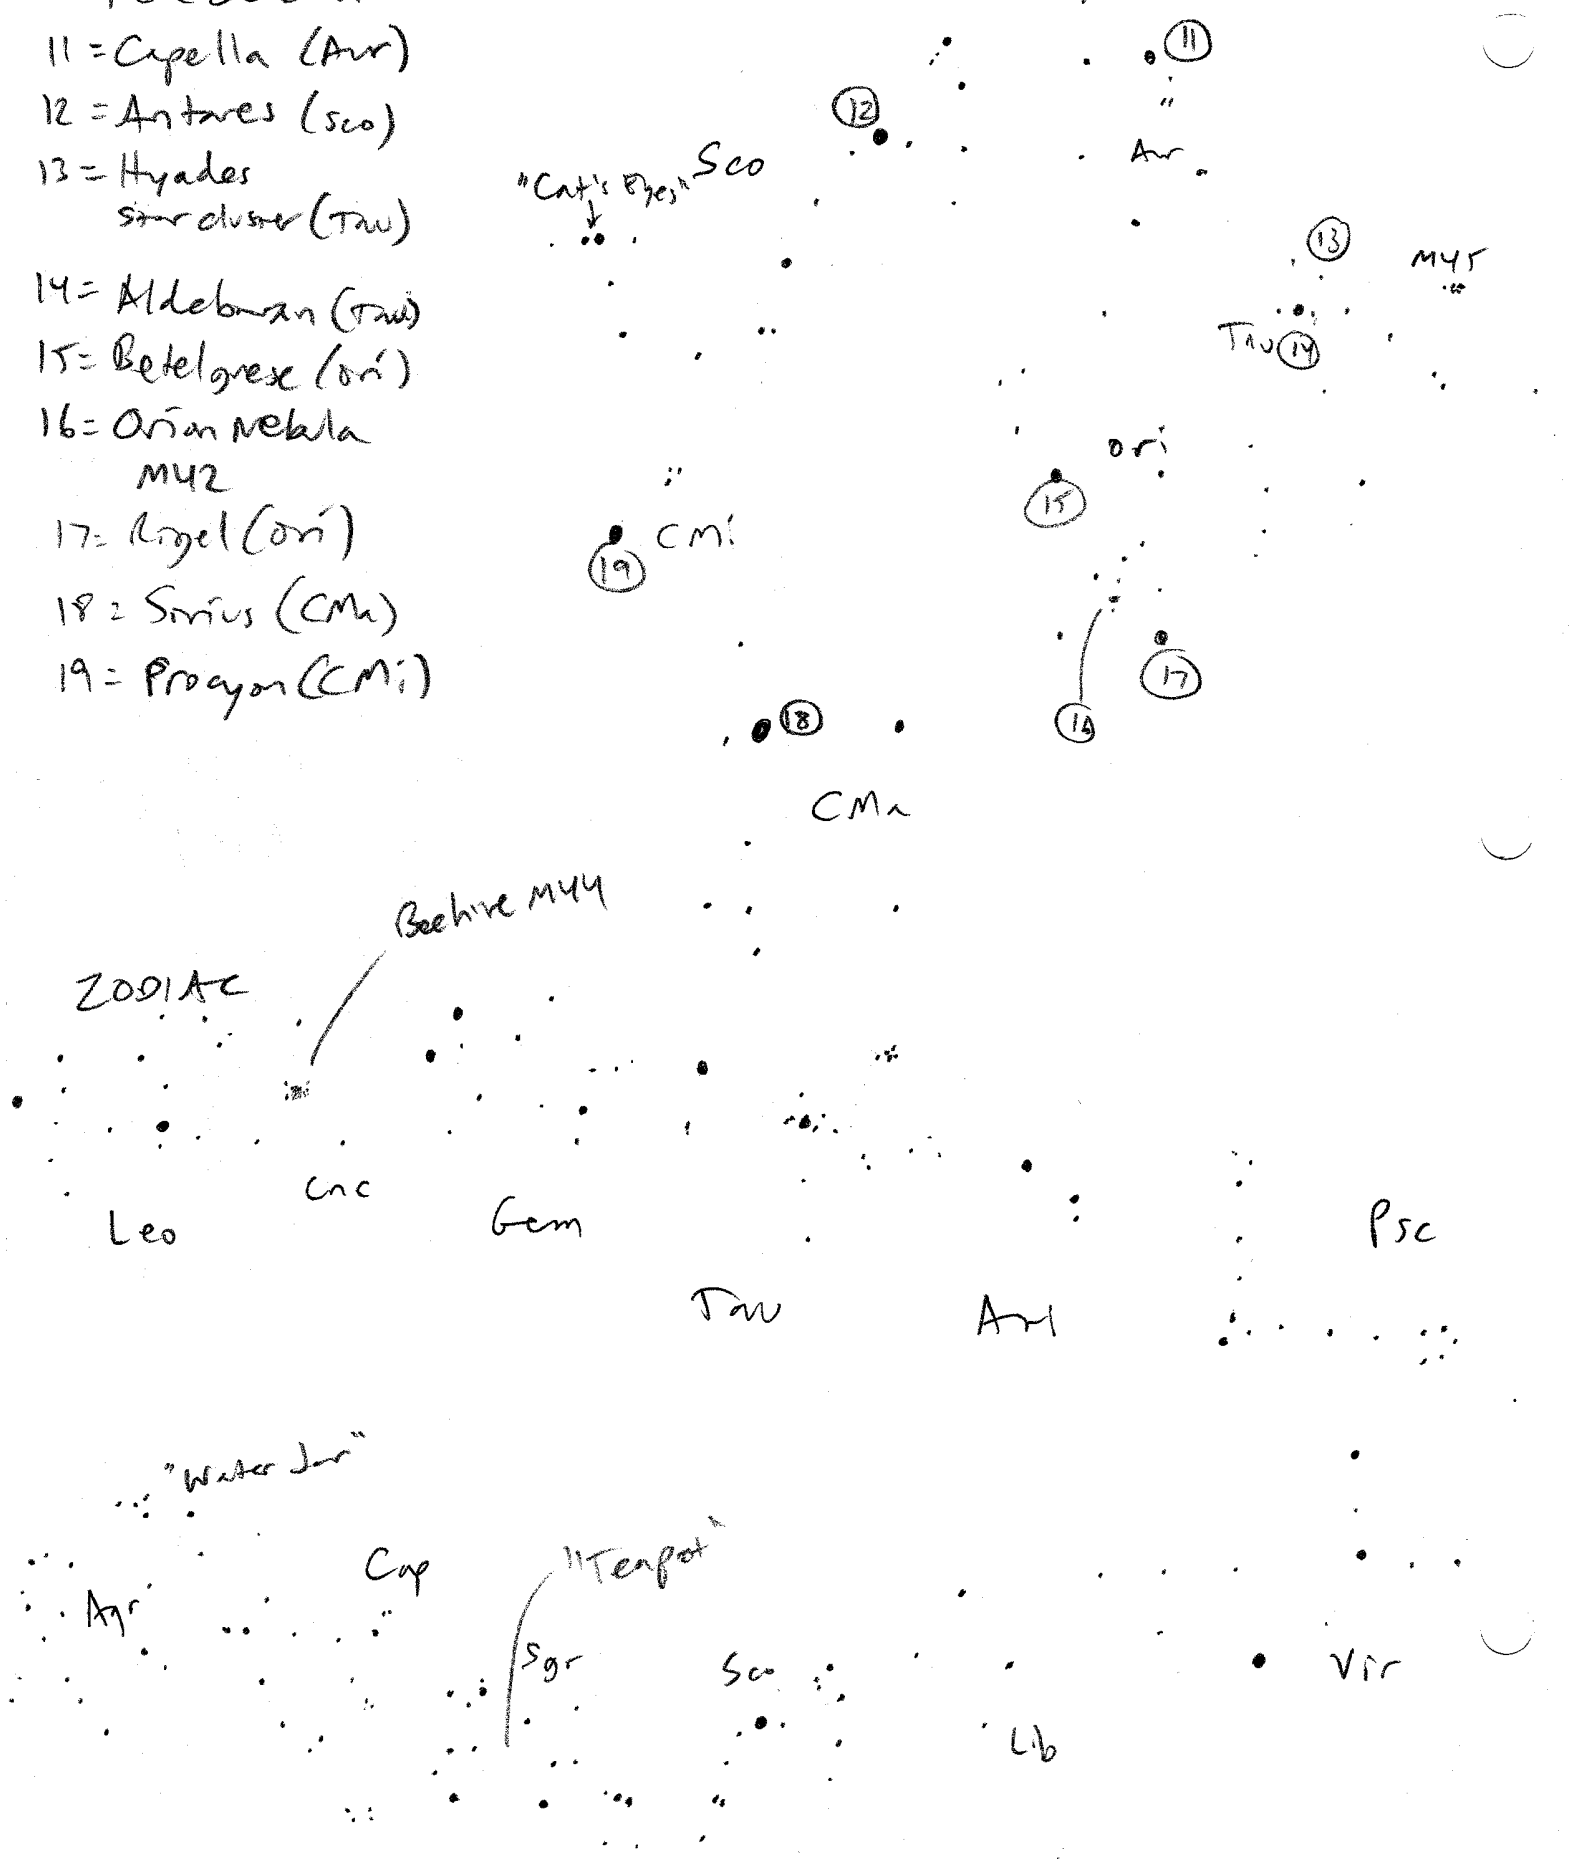 11 = Capella (Aur)
12 = Antares (Sco)
13 = Hyades
star cluster (Tau)
14 = Aldebaran (Tau)
15 = Betelguese (Ori)
16 = Orion Nebula
M42
17 = Rigel (Ori)
18 = Sirius (CMa)
19 = Procyon (CMi)
11
12
Aur
Sco
"Cat's Eyes"
13
M45
Tau 14
Ori
15
CMi
19
17
18
16
CMa
Beehive M44
ZODIAC
Cnc
Leo
Gem
Psc
Tau
Ari
"Water Jar"
"Teapot"
Cap
Aqr
Sgr
Sco
Vir
Lib